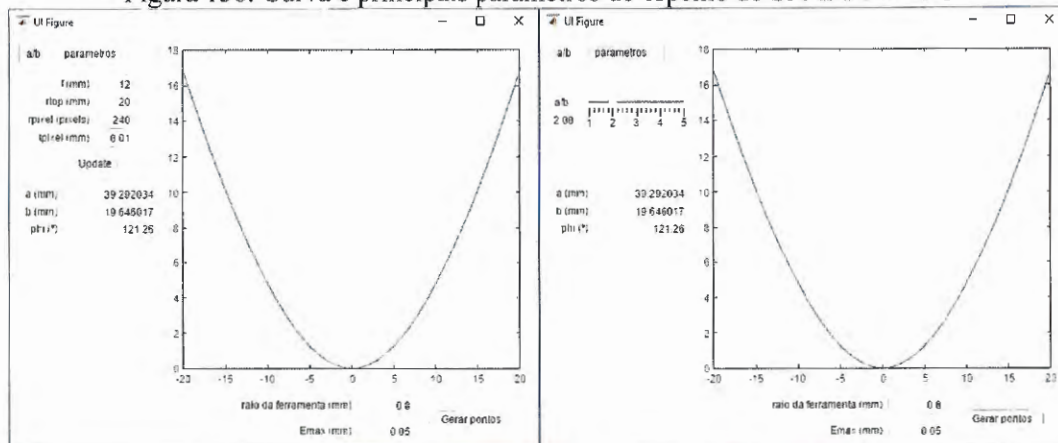 UI Figure
a/b parametros
f (mm) 12
rtop (mm) 20
rpixel (pixels) 240
tpixel (mm) 0.01
Update
a (mm) 39.292034
b (mm) 19.646017
phi (°) 121.26
18
16
14
12
10
8
6
4
2
0
-20 -15 -10 -5 0 5 10 15 20
raio da ferramenta (mm) 0.8
Emax (mm) 0.05
Gerar pontos
UI Figure
a/b parametros
a/b
2.00 1 2 3 4 5
a (mm) 39.292034
b (mm) 19.646017
phi (°) 121.26
18
16
14
12
10
8
6
4
2
0
-20 -15 -10 -5 0 5 10 15 20
raio da ferramenta (mm) 0.8
Emax (mm) 0.05
Gerar pontos